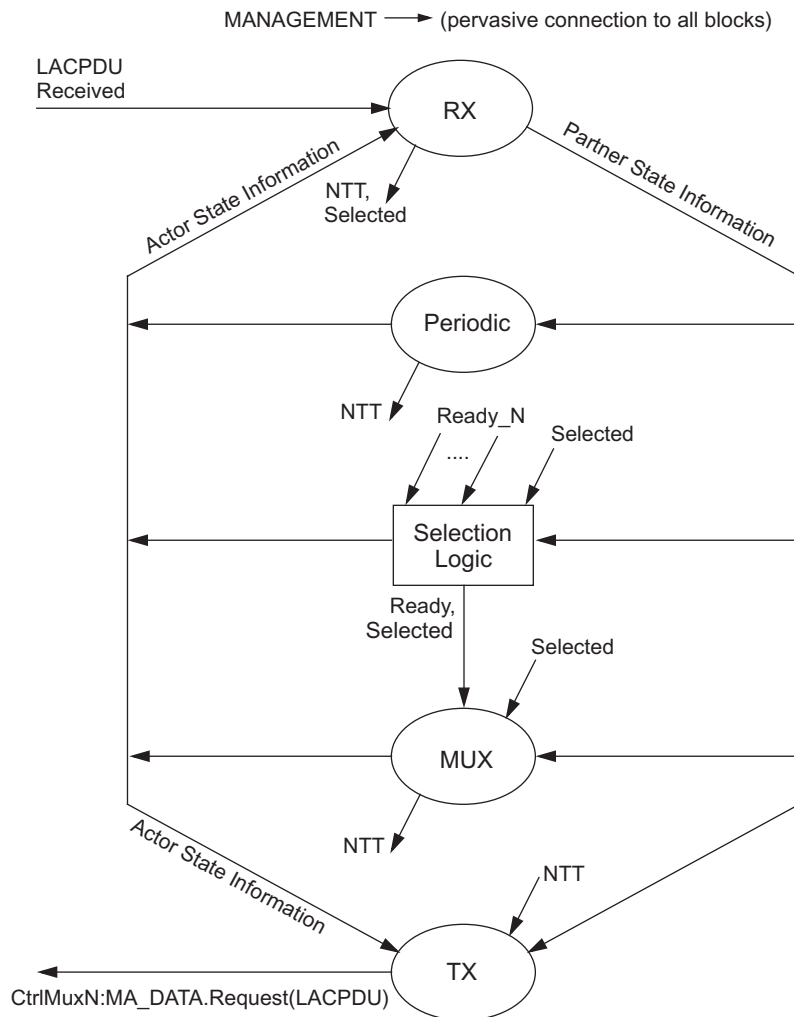 MANAGEMENT (pervasive connection to all blocks)
LACPDU
Received
RX
Actor State Information
Partner State Information
NTT,
Selected
Periodic
NTT
Ready_N
....
Selected
Selection
Logic
Ready,
Selected
Selected
MUX
NTT
Actor State Information
NTT
TX
CtrlMuxN:MA_DATA.Request(LACPDU)